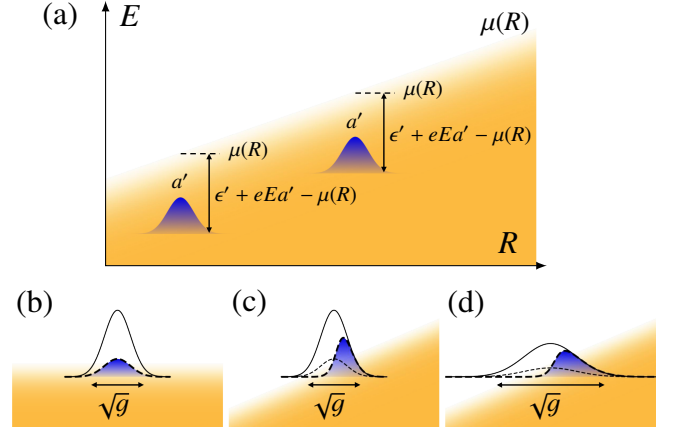 (a)
E
μ(R)
μ(R)
a′
ϵ′ + eEa′ − μ(R)
μ(R)
a′
ϵ′ + eEa′ − μ(R)
R
(b)
(c)
(d)
√g
√g
√g